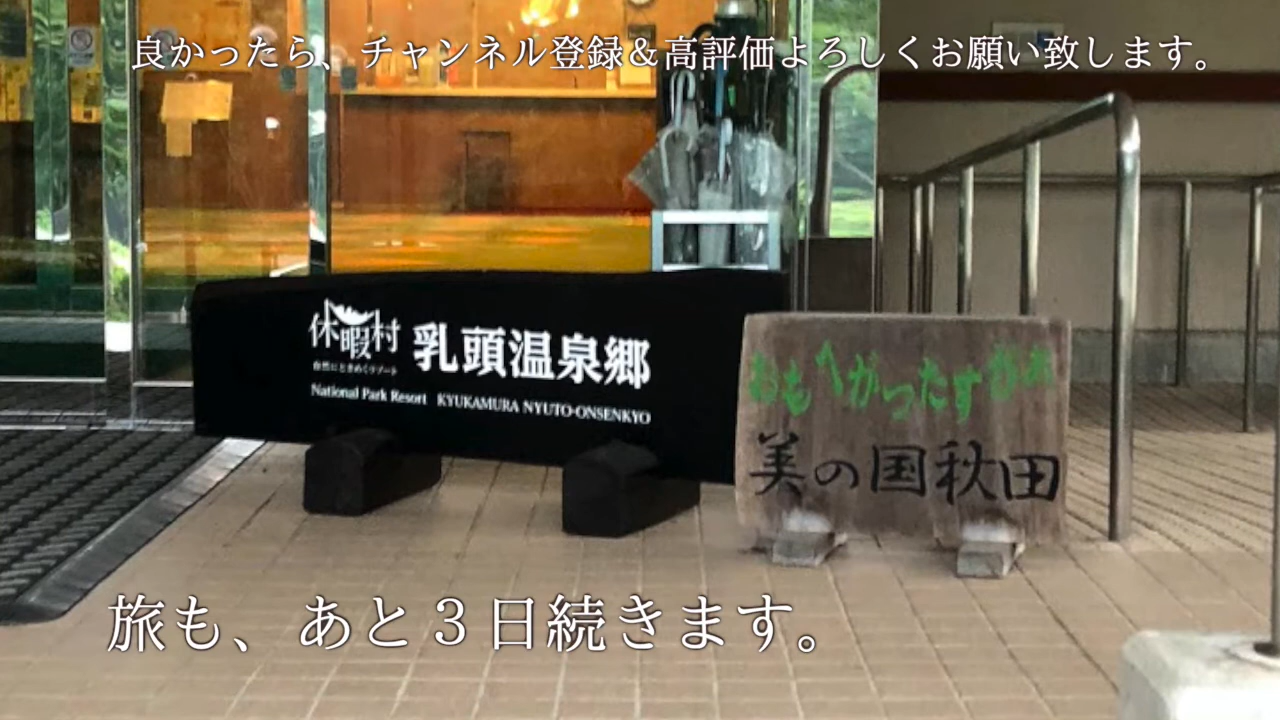 良かったら、チャンネル登録＆高評価よろしくお願い致します。
休暇村
自然にときめくリゾート
乳頭温泉郷
National Park Resort KYUKAMURA NYUTO-ONSENKYO
おもへがったすがぁ
美の国秋田
旅も、あと３日続きます。